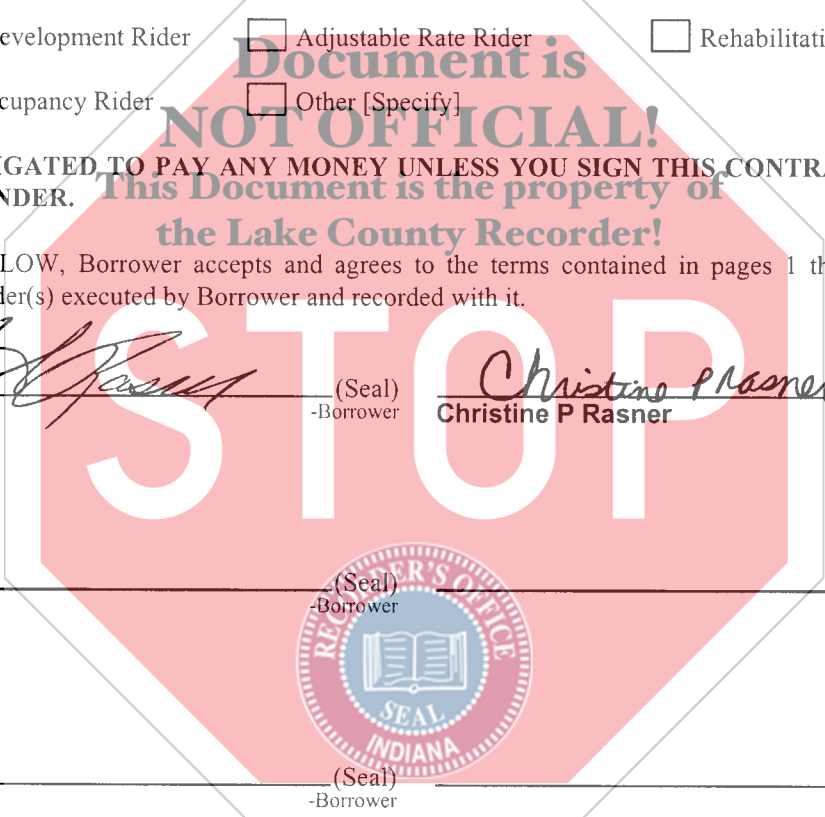 evelopment Rider Adjustable Rate Rider Rehabilitati
Document is
cupancy Rider Other [Specify]
NOT OFFICIAL!
IGATED TO PAY ANY MONEY UNLESS YOU SIGN THIS CONTRA
NDER.
This Document is the property of
the Lake County Recorder!
LOW, Borrower accepts and agrees to the terms contained in pages 1 th
der(s) executed by Borrower and recorded with it.
STOP
Rasner (Seal) Christine P Rasner
-Borrower Christine P Rasner
(Seal)
-Borrower
RECORDER'S OFFICE
SEAL
INDIANA
(Seal)
-Borrower